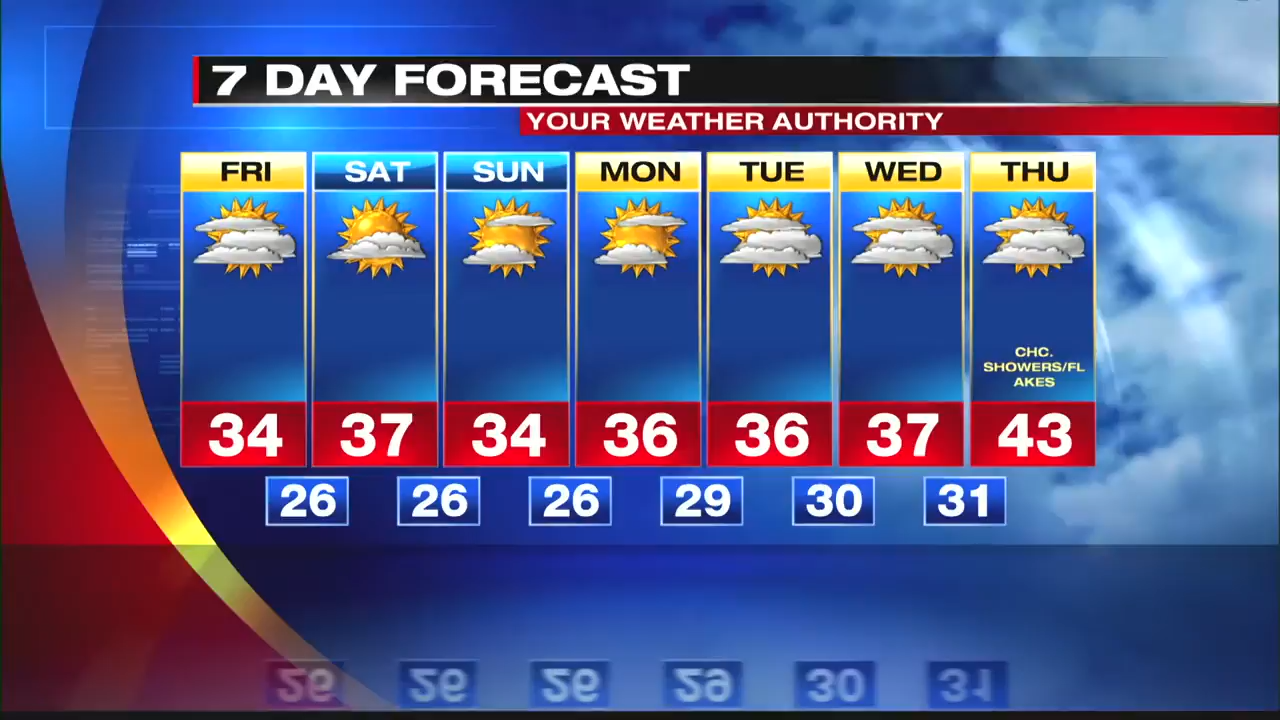 7 DAY FORECAST
YOUR WEATHER AUTHORITY
FRI SAT SUN MON TUE WED THU
CHC.
SHOWERS/FL
AKES
34 37 34 36 36 37 43
26 26 26 29 30 31